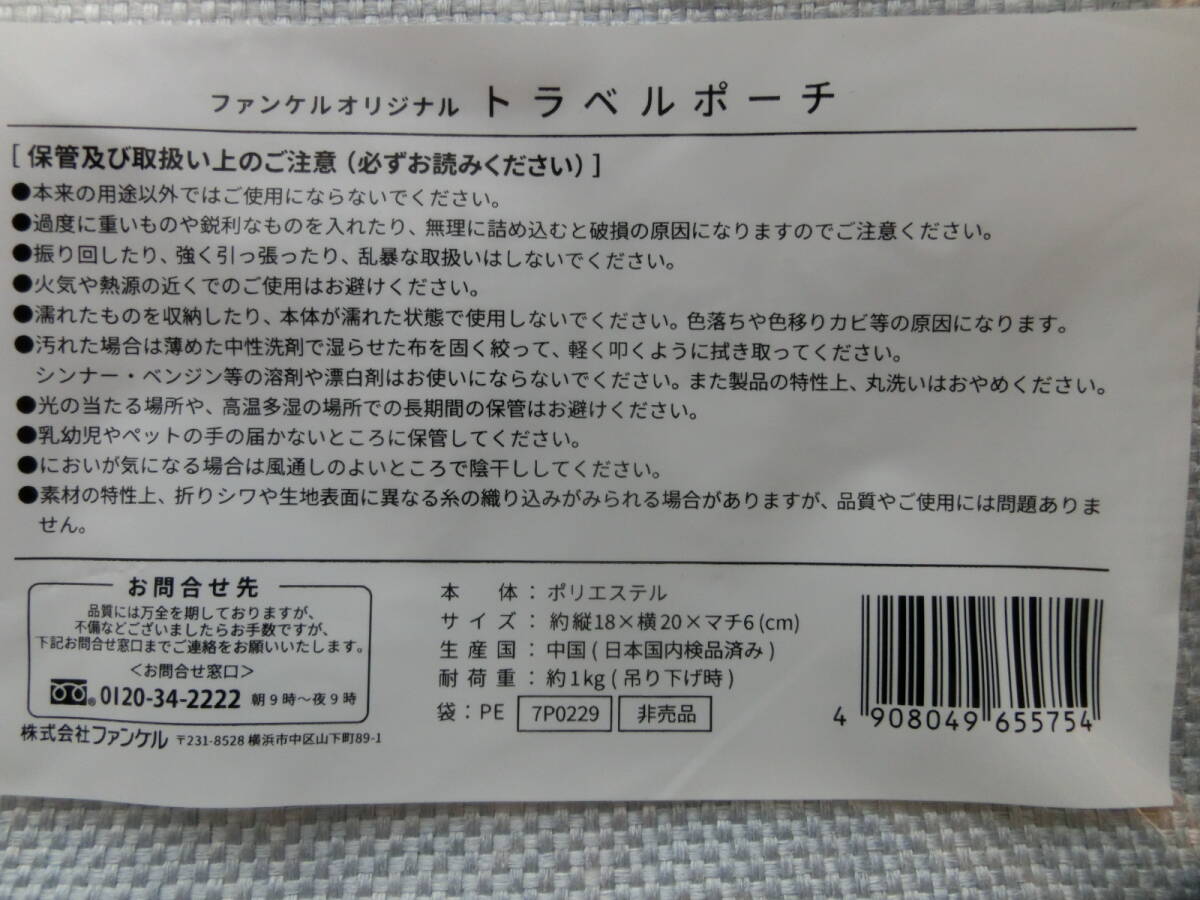 ファンケルオリジナル トラベルポーチ
[ 保管及び取扱い上のご注意（必ずお読みください）]
●本来の用途以外ではご使用にならないでください。
●過度に重いものや鋭利なものを入れたり、無理に詰め込むと破損の原因になりますのでご注意ください。
●振り回したり、強く引っ張ったり、乱暴な取扱いはしないでください。
●火気や熱源の近くでのご使用はお避けください。
●濡れたものを収納したり、本体が濡れた状態で使用しないでください。色落ちや色移りカビ等の原因になります。
●汚れた場合は薄めた中性洗剤で湿らせた布を固く絞って、軽く叩くように拭き取ってください。
シンナー・ベンジン等の溶剤や漂白剤はお使いにならないでください。また製品の特性上、丸洗いはおやめください。
●光の当たる場所や、高温多湿の場所での長期間の保管はお避けください。
●乳幼児やペットの手の届かないところに保管してください。
●においが気になる場合は風通しのよいところで陰干ししてください。
●素材の特性上、折りシワや生地表面に異なる糸の織り込みがみられる場合がありますが、品質やご使用には問題ありま
せん。
お問合せ先
品質には万全を期しておりますが、
不備などございましたらお手数ですが、
下記お問合せ窓口までご連絡をお願いいたします。
＜お問合せ窓口＞
0120-34-2222 朝9時〜夜9時
株式会社ファンケル 〒231-8528 横浜市中区山下町89-1
本　体：ポリエステル
サイズ：約縦18×横20×マチ6(cm)
生産国：中国(日本国内検品済み)
耐荷重：約1kg(吊り下げ時)
袋：PE 7P0229 非売品
4 908049 655754